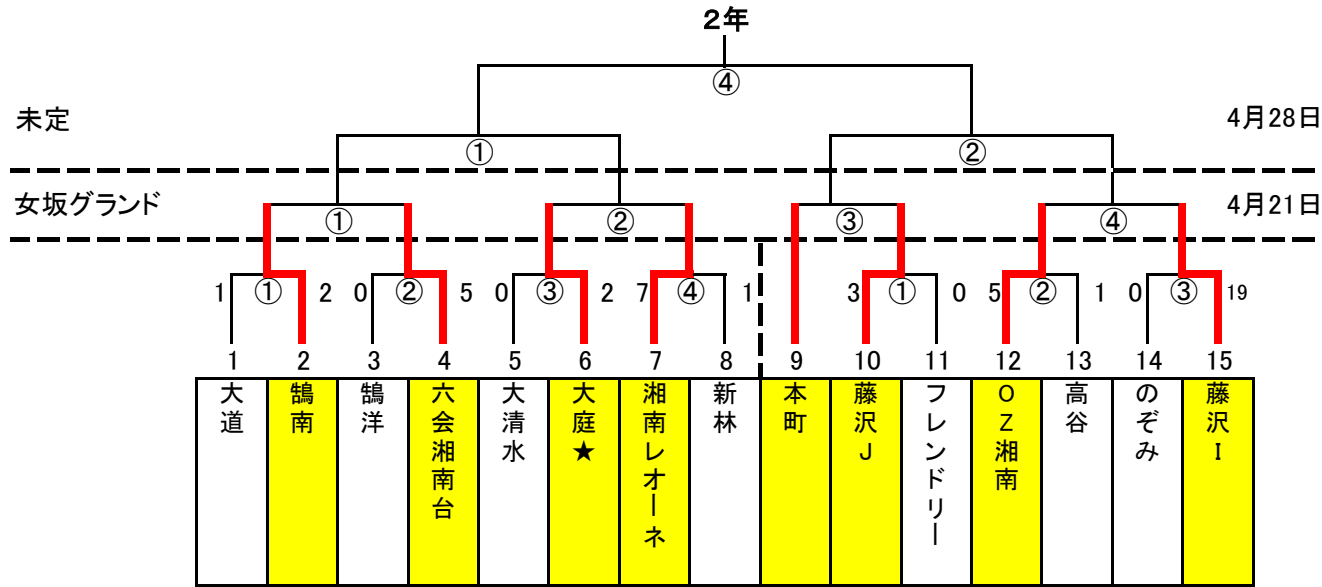 ２年
④
未定
4月28日
① ②
女坂グランド
4月21日
① ② ③ ④
1 ① 2 0 ② 5 0 ③ 2 7 ④ 1 3 ① 0 5 ② 1 0 ③ 19
1 2 3 4 5 6 7 8 9 10 11 12 13 14 15
大道
鵠南
鵠洋
六会湘南台
大清水
大庭★
湘南レオーネ
新林
本町
藤沢J
フレンドリー
OZ湘南
高谷
のぞみ
藤沢I